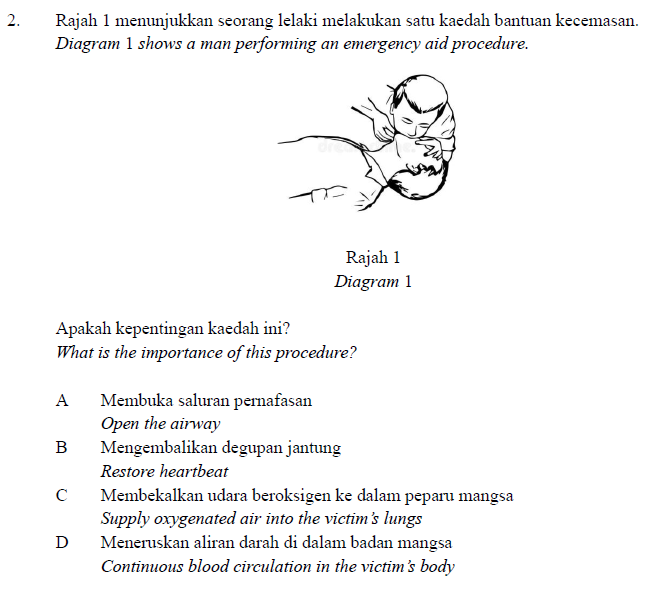 2. Rajah 1 menunjukkan seorang lelaki melakukan satu kaedah bantuan kecemasan.
Diagram 1 shows a man performing an emergency aid procedure.
Rajah 1
Diagram 1
Apakah kepentingan kaedah ini?
What is the importance of this procedure?
A Membuka saluran pernafasan
Open the airway
B Mengembalikan degupan jantung
Restore heartbeat
C Membekalkan udara beroksigen ke dalam peparu mangsa
Supply oxygenated air into the victim's lungs
D Meneruskan aliran darah di dalam badan mangsa
Continuous blood circulation in the victim's body